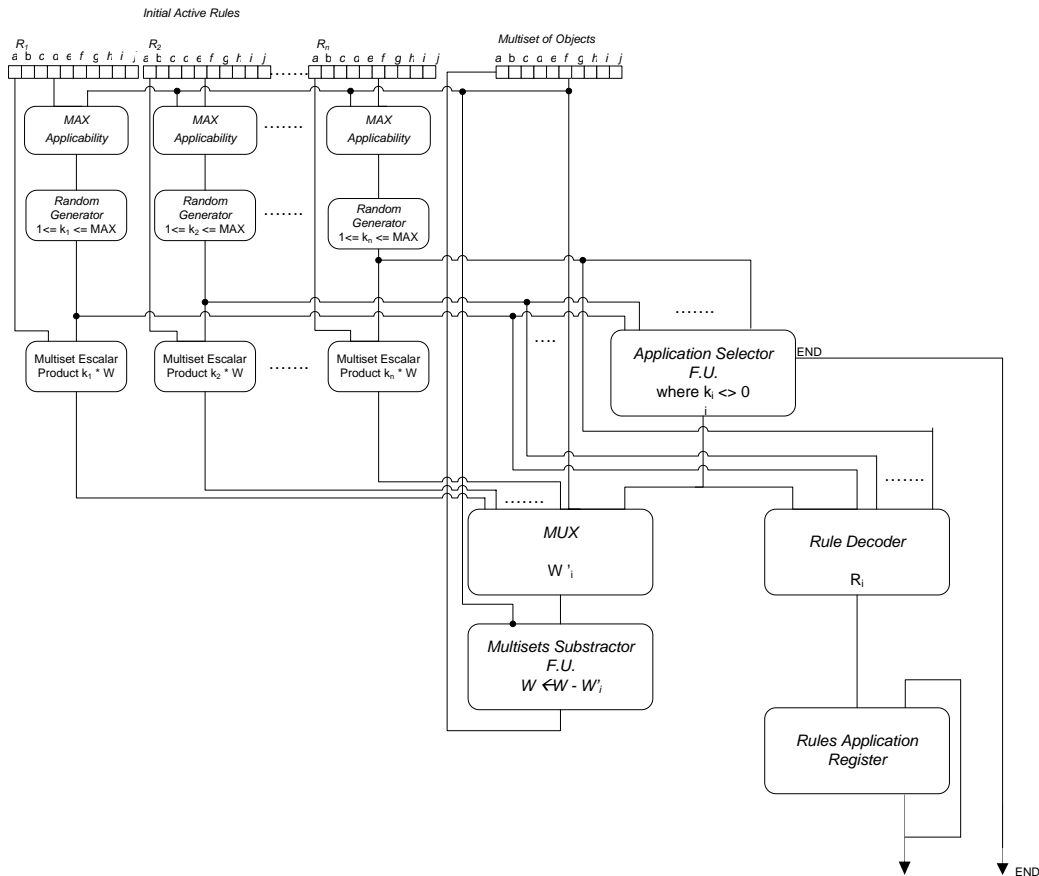 Initial Active Rules
R1 R2 Rn Multiset of Objects
a b c d e f g h i j a b c d e f g h i j a b c d e f g h i j a b c d e f g h i j
MAX Applicability
MAX Applicability
.......
MAX Applicability
Random Generator
1<= k1 <= MAX
Random Generator
1<= k2 <= MAX
.......
Random Generator
1<= kn <= MAX
.......
....
Multiset Escalar
Product k1 * W
Multiset Escalar
Product k2 * W
.......
Multiset Escalar
Product kn * W
Application Selector
F.U.
where ki <> 0
i
END
.......
.......
MUX
W 'i
Rule Decoder
Ri
Multisets Substractor
F.U.
W ←W - W'i
Rules Application
Register
END